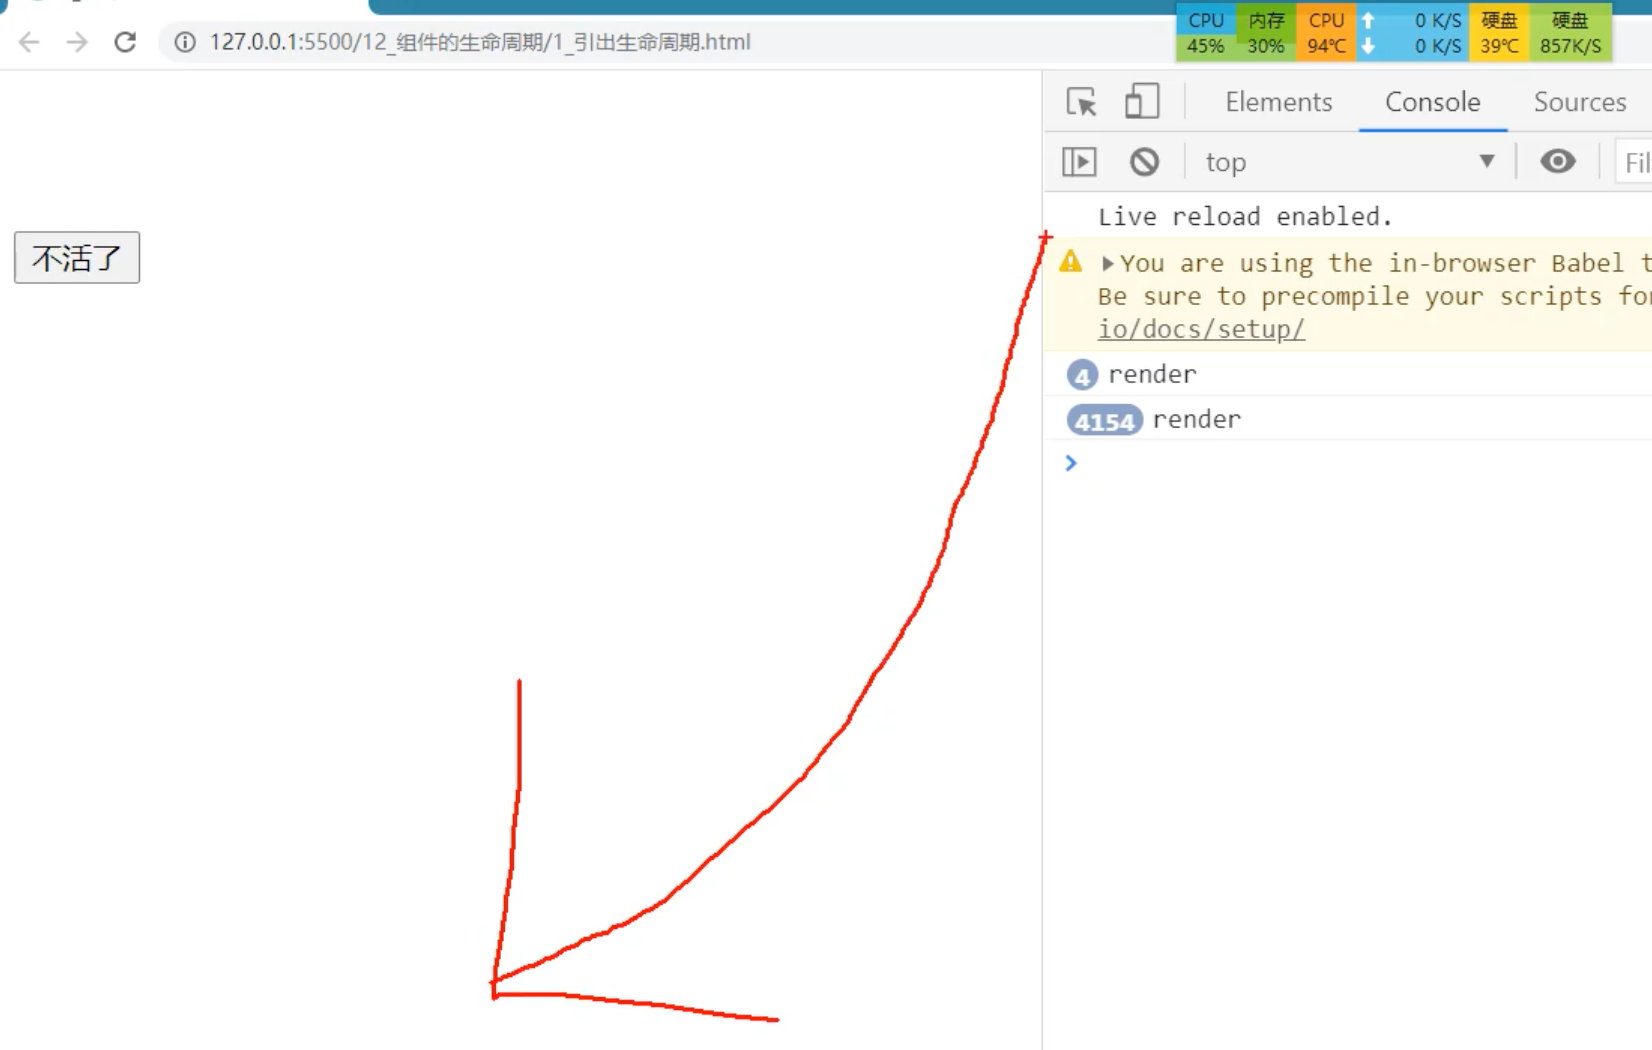 127.0.0.1:5500/12_组件的生命周期/1_引出生命周期.html
CPU 内存 CPU 0 K/S 硬盘 硬盘
45% 30% 94℃ 0 K/S 39℃ 857K/S
Elements Console Sources
top Fil
Live reload enabled.
不活了
You are using the in-browser Babel t
Be sure to precompile your scripts for
io/docs/setup/
4 render
4154 render